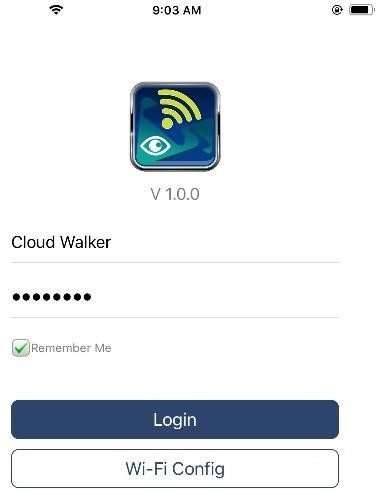 9:03 AM
V 1.0.0
Cloud Walker
●●●●●●●●
Remember Me
Login
Wi-Fi Config